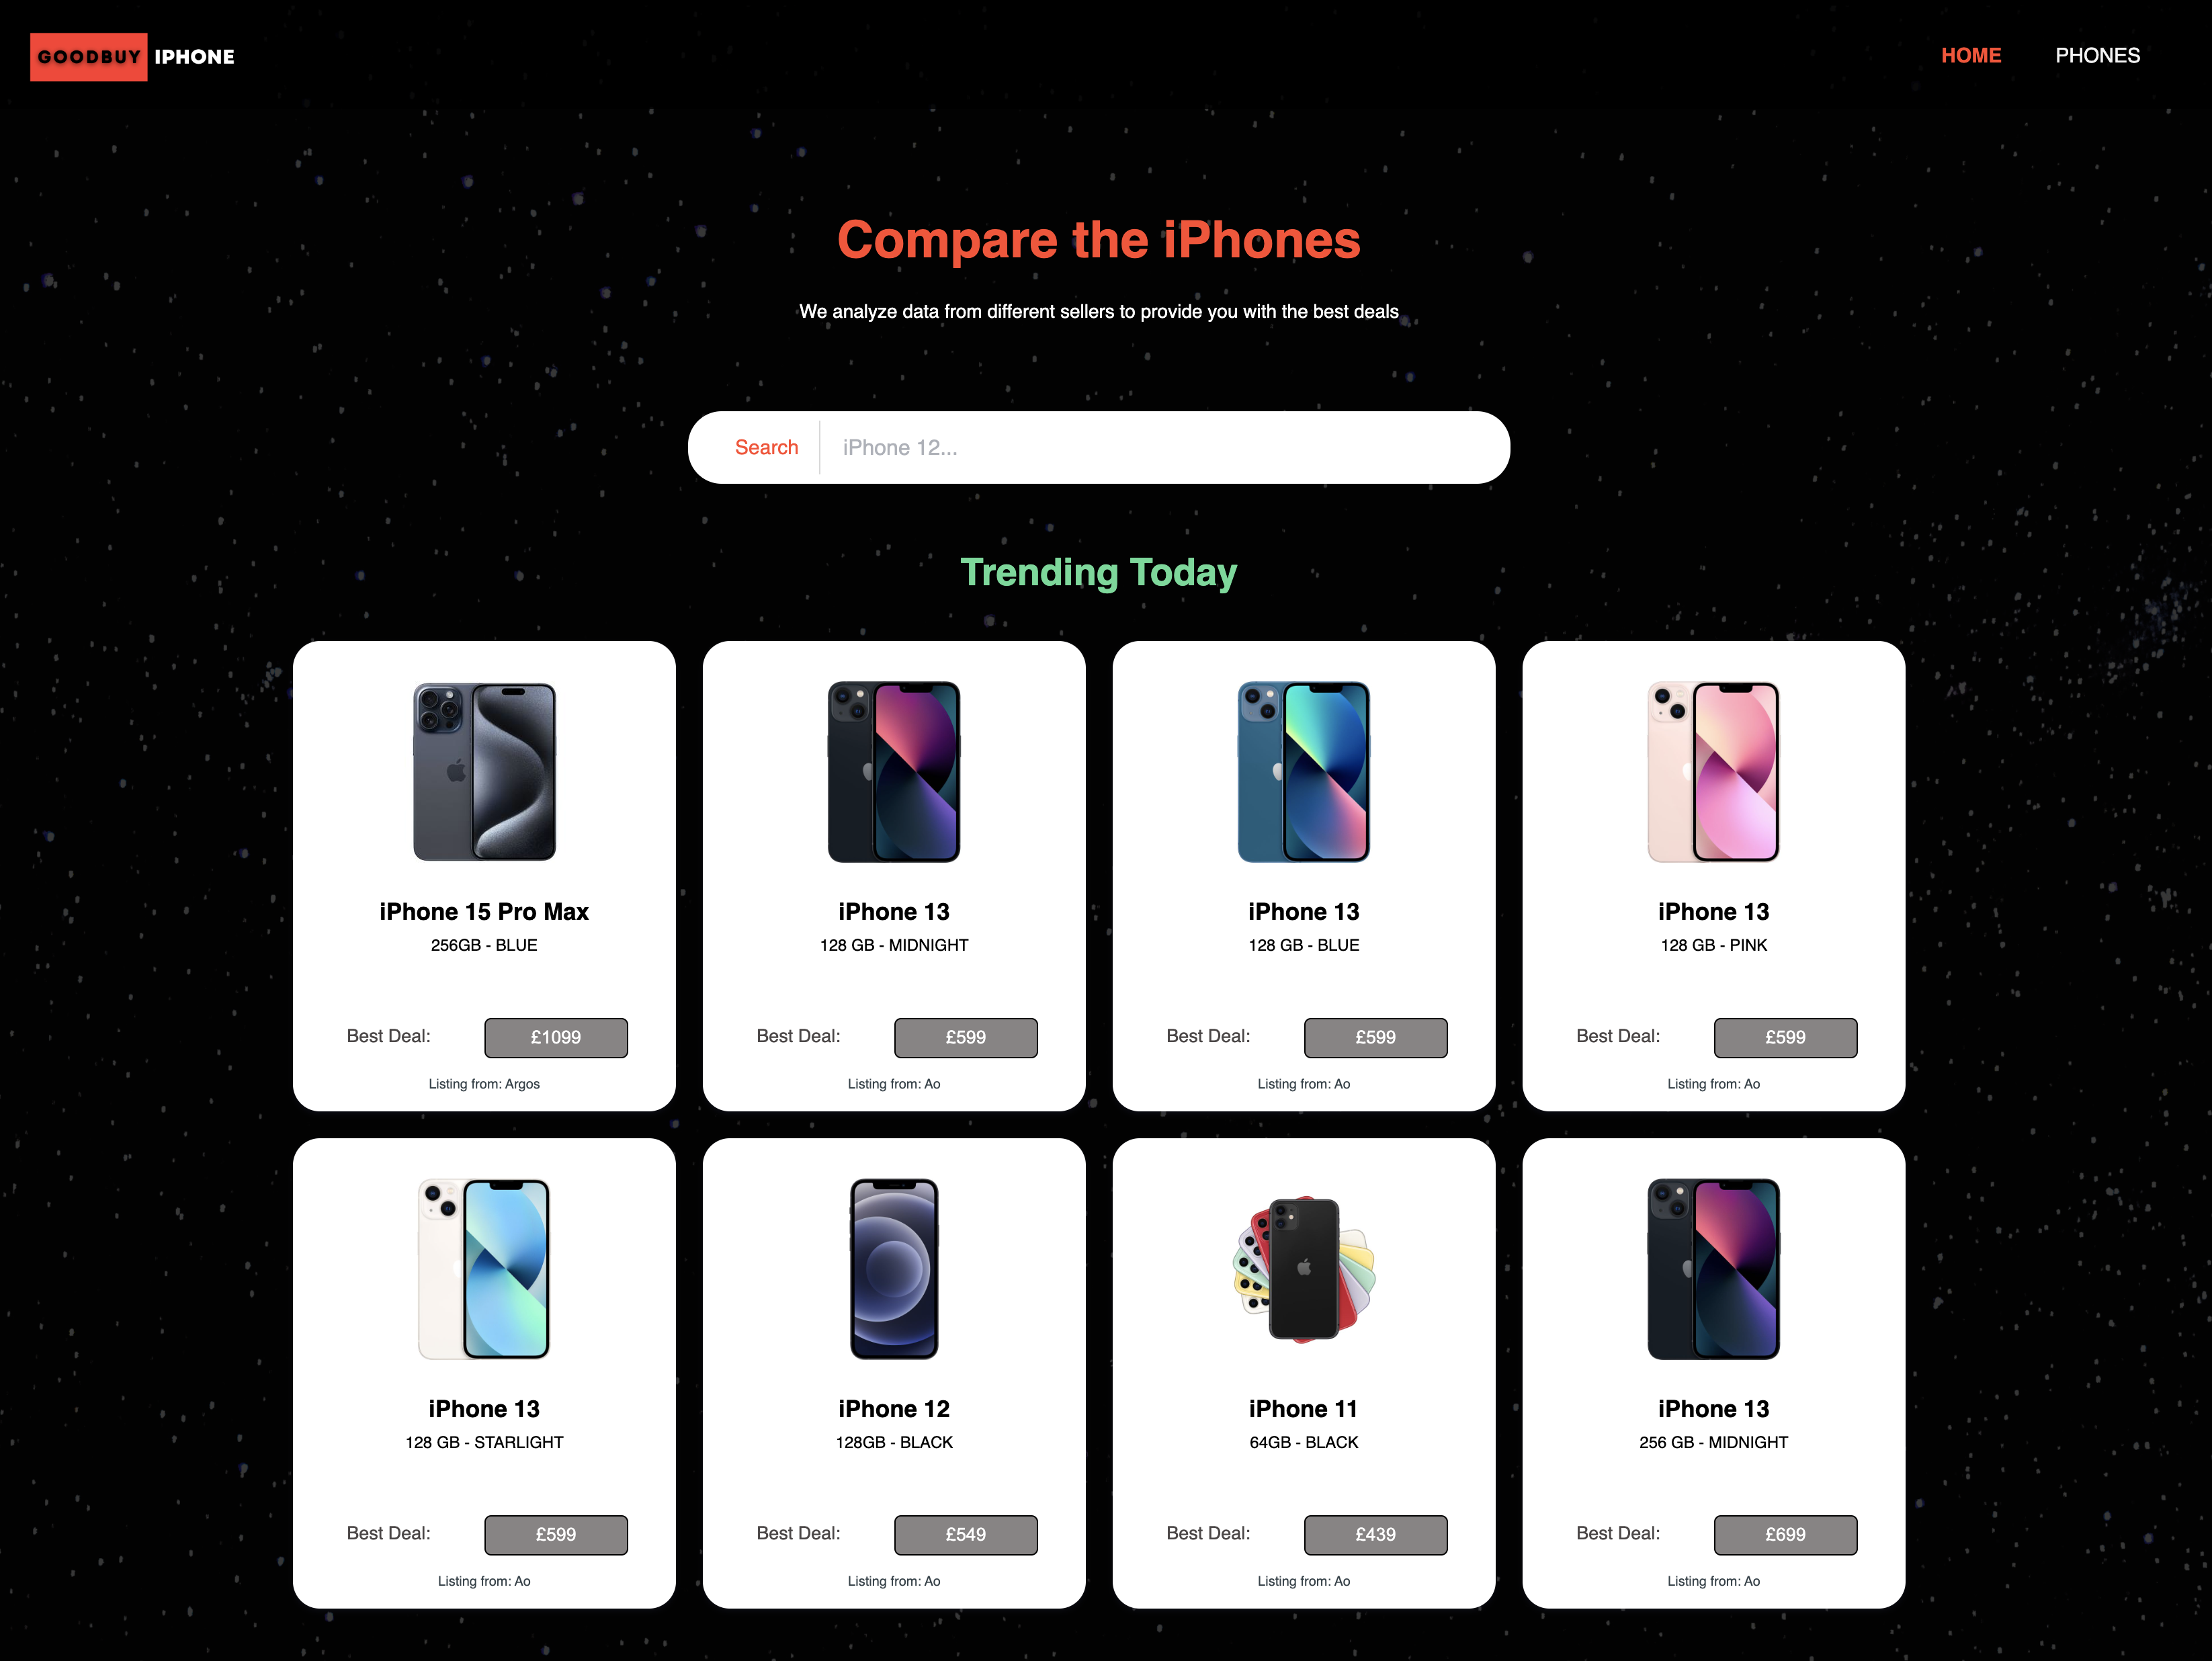 GOODBUY IPHONE
HOME PHONES
Compare the iPhones
We analyze data from different sellers to provide you with the best deals
Search iPhone 12...
Trending Today
iPhone 15 Pro Max
256GB - BLUE
Best Deal: £1099
Listing from: Argos
iPhone 13
128 GB - MIDNIGHT
Best Deal: £599
Listing from: Ao
iPhone 13
128 GB - BLUE
Best Deal: £599
Listing from: Ao
iPhone 13
128 GB - PINK
Best Deal: £599
Listing from: Ao
iPhone 13
128 GB - STARLIGHT
Best Deal: £599
Listing from: Ao
iPhone 12
128GB - BLACK
Best Deal: £549
Listing from: Ao
iPhone 11
64GB - BLACK
Best Deal: £439
Listing from: Ao
iPhone 13
256 GB - MIDNIGHT
Best Deal: £699
Listing from: Ao